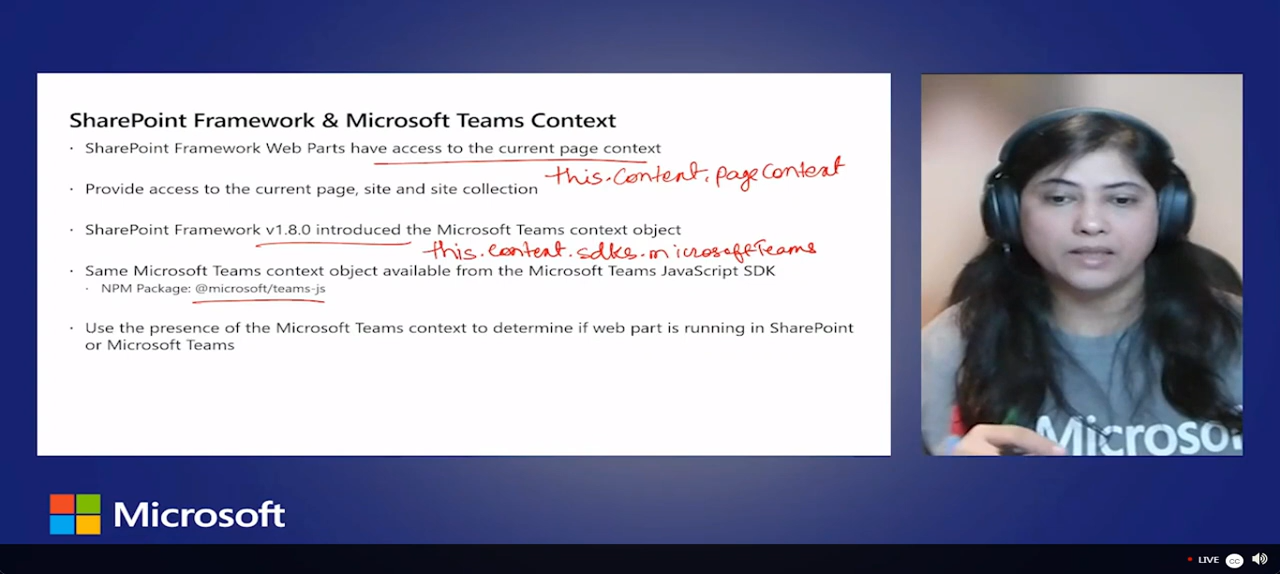 SharePoint Framework & Microsoft Teams Context
· SharePoint Framework Web Parts have access to the current page context
this.Content.pageContext
· Provide access to the current page, site and site collection
· SharePoint Framework v1.8.0 introduced the Microsoft Teams context object
this.content.sdks.microsoftTeams
· Same Microsoft Teams context object available from the Microsoft Teams JavaScript SDK
· NPM Package: @microsoft/teams-js
· Use the presence of the Microsoft Teams context to determine if web part is running in SharePoint
or Microsoft Teams
Microsof
Microsoft
LIVE CC